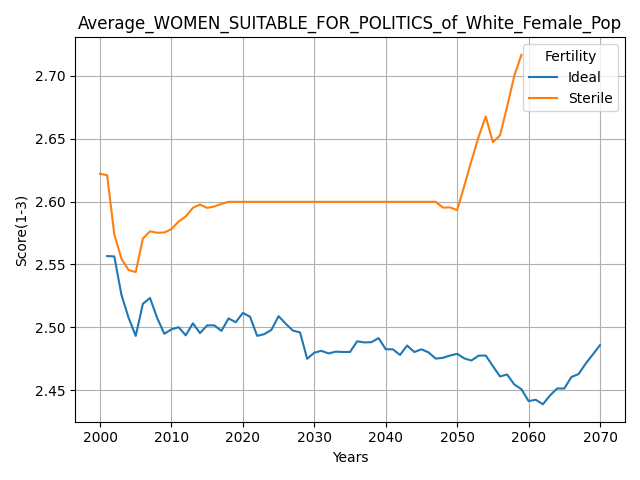 Average_WOMEN_SUITABLE_FOR_POLITICS_of_White_Female_Pop
Fertility
Ideal
Sterile
2.70
2.65
2.60
2.55
2.50
2.45
Score(1-3)
2000 2010 2020 2030 2040 2050 2060 2070
Years